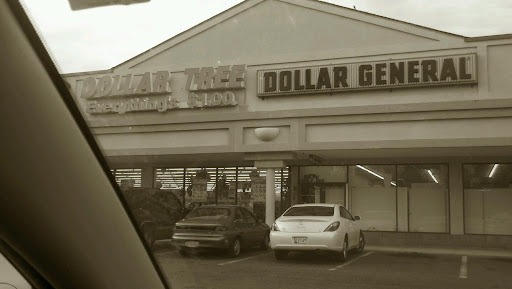 DOLLAR TREE
Everything's $1.00
DOLLAR GENERAL